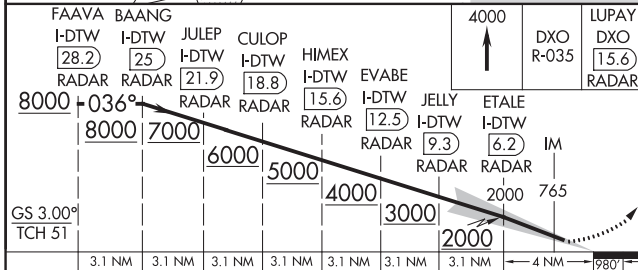 FAAVA BAANG
I-DTW I-DTW JULEP CULOP HIMEX EVABE JELLY ETALE
28.2 25 I-DTW I-DTW I-DTW I-DTW I-DTW I-DTW
RADAR RADAR 21.9 18.8 15.6 12.5 9.3 6.2
RADAR RADAR RADAR RADAR RADAR RADAR
4000 DXO R-035 LUPAY DXO 15.6 RADAR
8000 036°
8000 7000 6000 5000 4000 3000 2000
2000 IM 765
GS 3.00°
TCH 51
3.1 NM 3.1 NM 3.1 NM 3.1 NM 3.1 NM 3.1 NM 3.1 NM 4 NM 980'